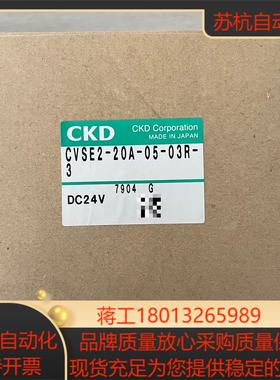 苏杭自动化
CKD
CKD Corporation
MADE IN JAPAN
CVSE2-20A-05-03R-
3
7904 G
DC24V
蒋工18013265989
自动化品牌质量放心采购质量保
开票
现货充足为您提供稳定的